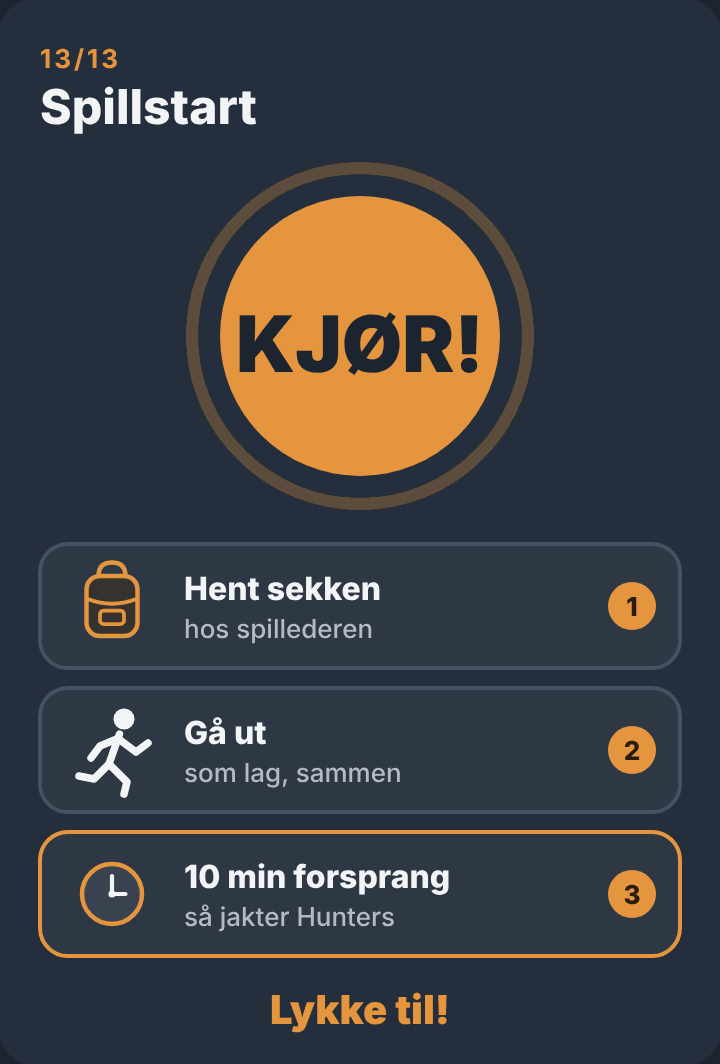 13/13
Spillstart
KJØR!
Hent sekken
hos spillederen
1
Gå ut
som lag, sammen
2
10 min forsprang
så jakter Hunters
3
Lykke til!